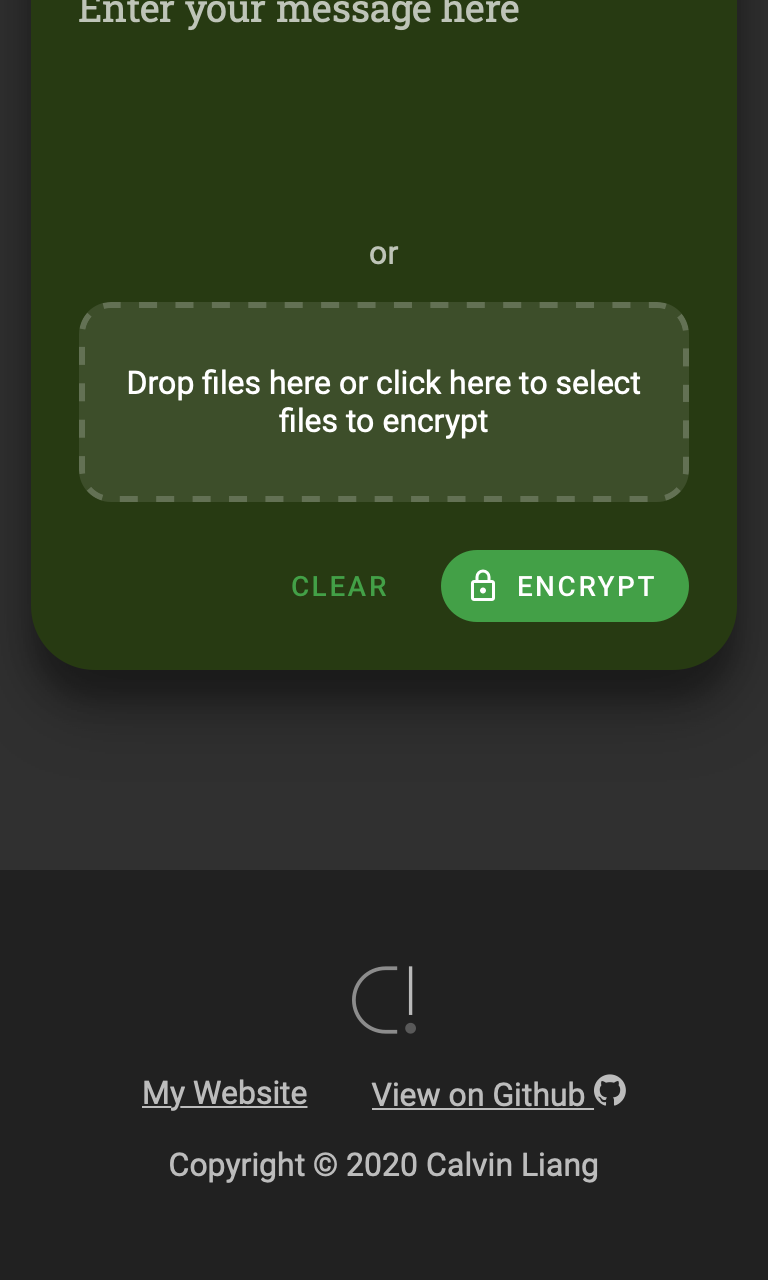 Enter your message here
or
Drop files here or click here to select
files to encrypt
CLEAR
ENCRYPT
My Website
View on Github
Copyright © 2020 Calvin Liang